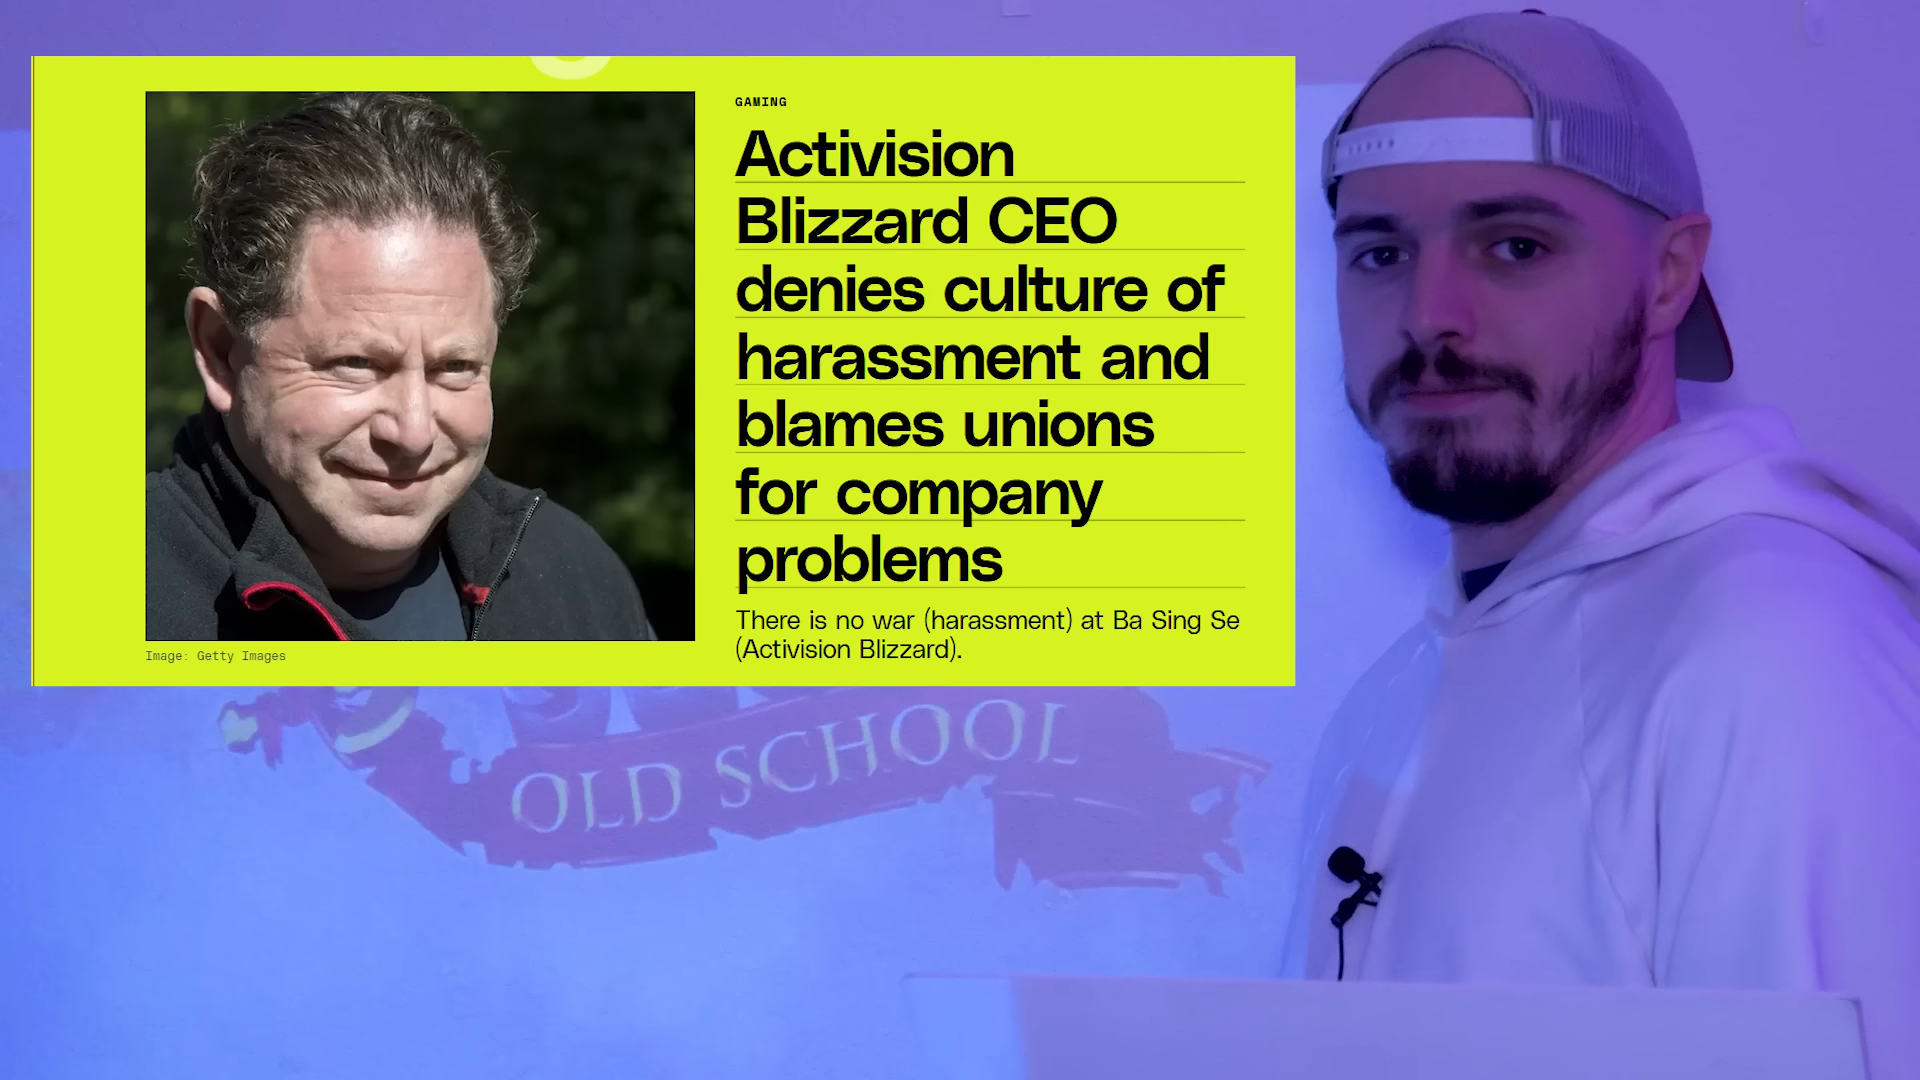 GAMING
Activision
Blizzard CEO
denies culture of
harassment and
blames unions
for company
problems
There is no war (harassment) at Ba Sing Se
(Activision Blizzard).
Image: Getty Images
OLD SCHOOL